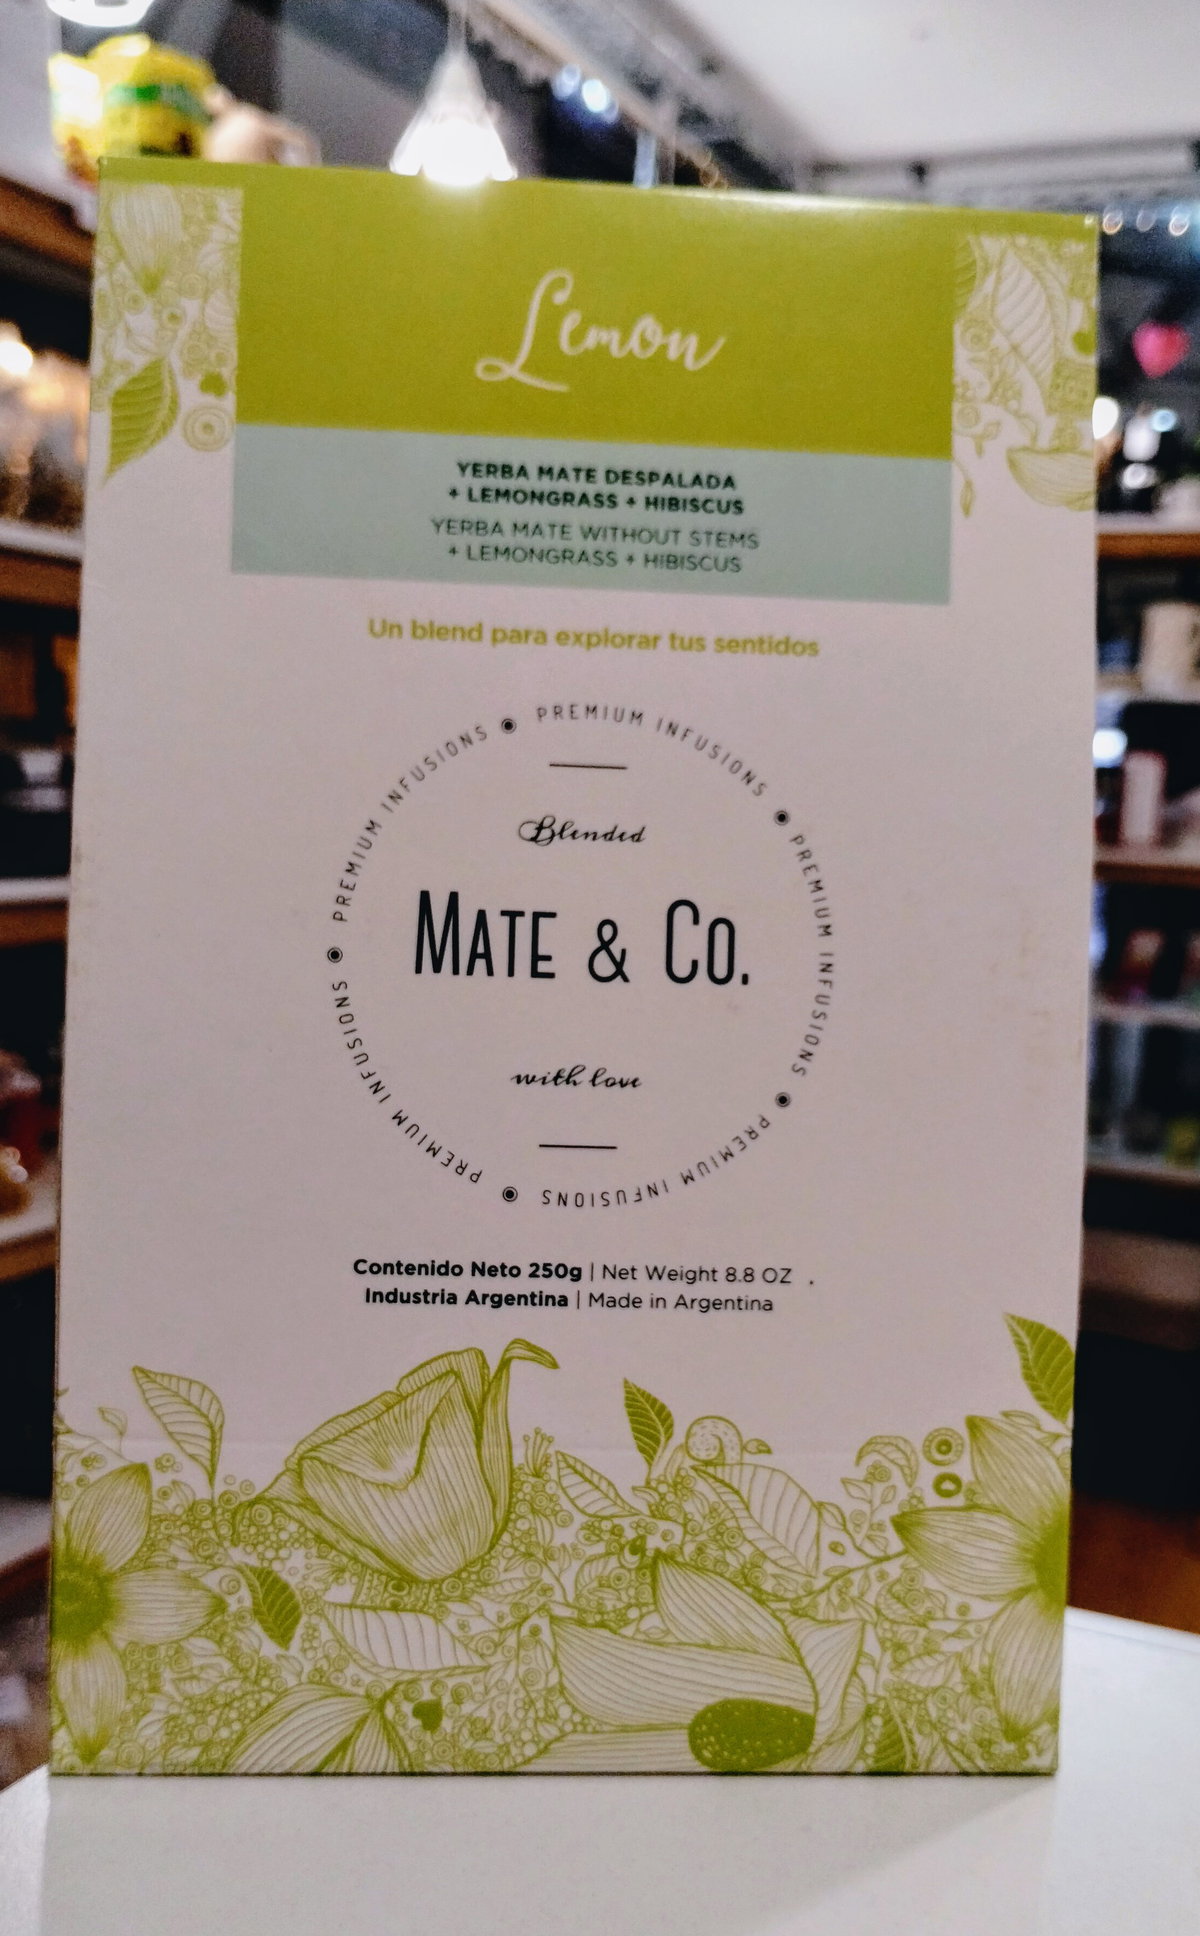 Lemon
YERBA MATE DESPALADA
+ LEMONGRASS + HIBISCUS
YERBA MATE WITHOUT STEMS
+ LEMONGRASS + HIBISCUS
Un blend para explorar tus sentidos
PREMIUM INFUSIONS
PREMIUM INFUSIONS
PREMIUM INFUSIONS
PREMIUM INFUSIONS
PREMIUM INFUSIONS
Blended
MATE & CO.
with love
Contenido Neto 250g | Net Weight 8.8 OZ .
Industria Argentina | Made in Argentina